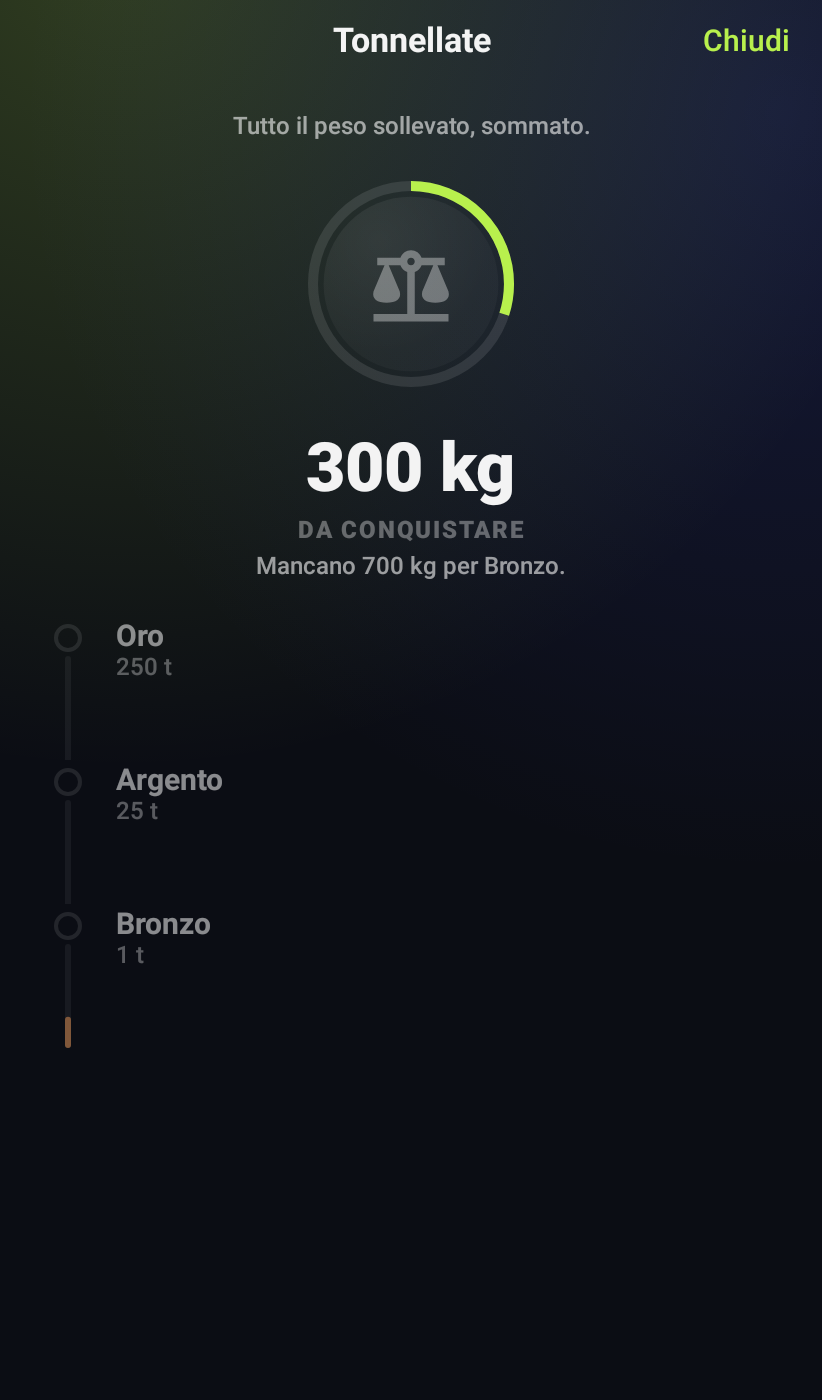 Tonnellate
Chiudi
Tutto il peso sollevato, sommato.
300 kg
DA CONQUISTARE
Mancano 700 kg per Bronzo.
Oro
250 t
Argento
25 t
Bronzo
1 t